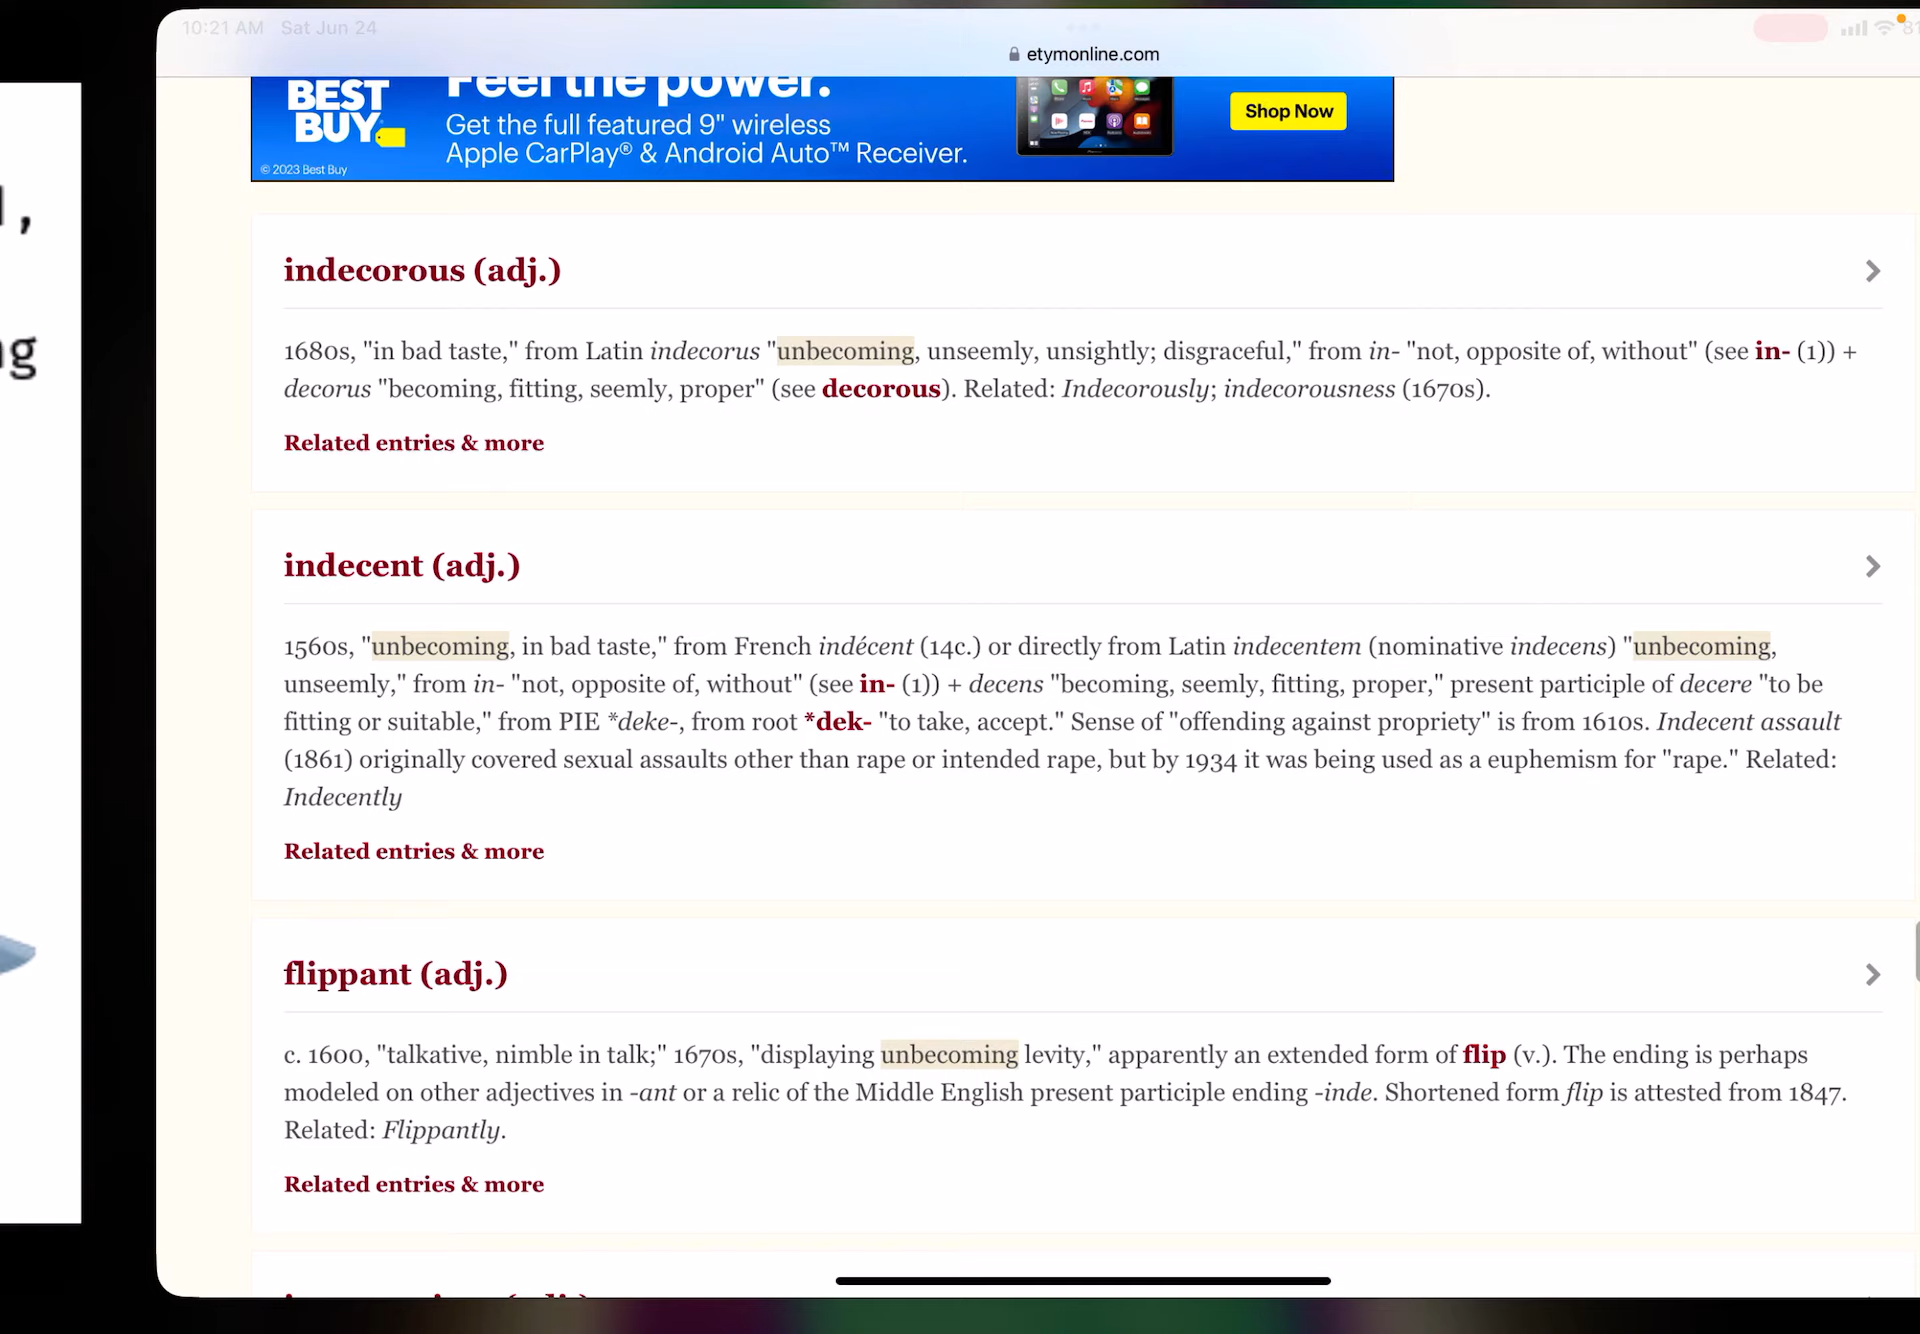 10:21 AM Sat Jun 24
etymonline.com
BEST
BUY
Feel the power.
Get the full featured 9" wireless
Apple CarPlay® & Android Auto™ Receiver.
Shop Now
© 2023 Best Buy
,
g
indecorous (adj.)
1680s, "in bad taste," from Latin indecorus "unbecoming, unseemly, unsightly; disgraceful," from in- "not, opposite of, without" (see in- (1)) +
decorus "becoming, fitting, seemly, proper" (see decorous). Related: Indecorously; indecorousness (1670s).
Related entries & more
indecent (adj.)
1560s, "unbecoming, in bad taste," from French indécent (14c.) or directly from Latin indecentem (nominative indecens) "unbecoming,
unseemly," from in- "not, opposite of, without" (see in- (1)) + decens "becoming, seemly, fitting, proper," present participle of decere "to be
fitting or suitable," from PIE *deke-, from root *dek- "to take, accept." Sense of "offending against propriety" is from 1610s. Indecent assault
(1861) originally covered sexual assaults other than rape or intended rape, but by 1934 it was being used as a euphemism for "rape." Related:
Indecently
Related entries & more
flippant (adj.)
c. 1600, "talkative, nimble in talk;" 1670s, "displaying unbecoming levity," apparently an extended form of flip (v.). The ending is perhaps
modeled on other adjectives in -ant or a relic of the Middle English present participle ending -inde. Shortened form flip is attested from 1847.
Related: Flippantly.
Related entries & more